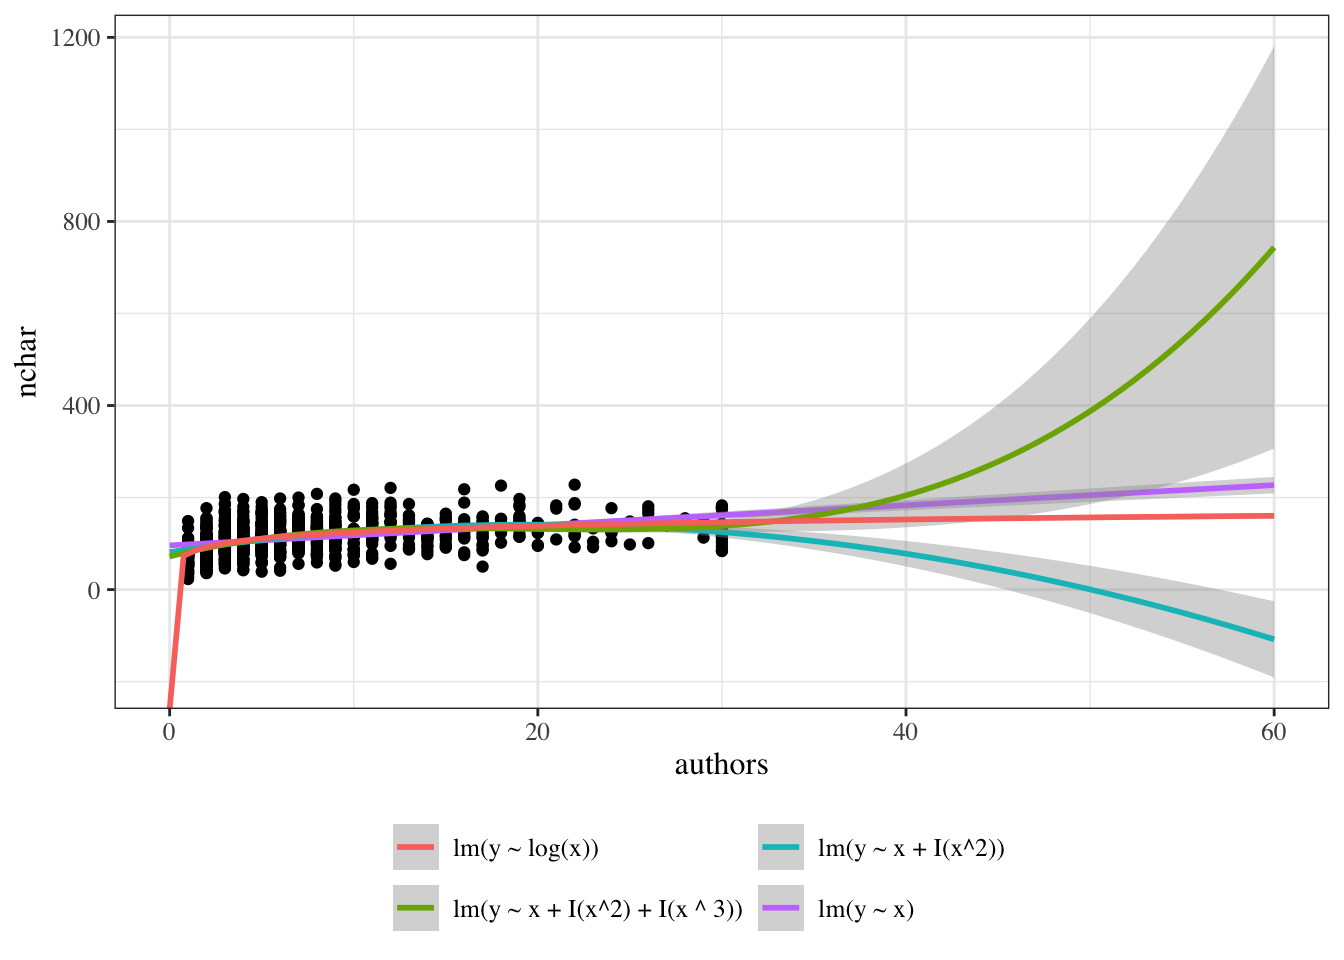 1200
800
400
0
nchar
0
20
40
60
authors
lm(y ~ log(x))
lm(y ~ x + I(x^2))
lm(y ~ x + I(x^2) + I(x ^ 3))
lm(y ~ x)